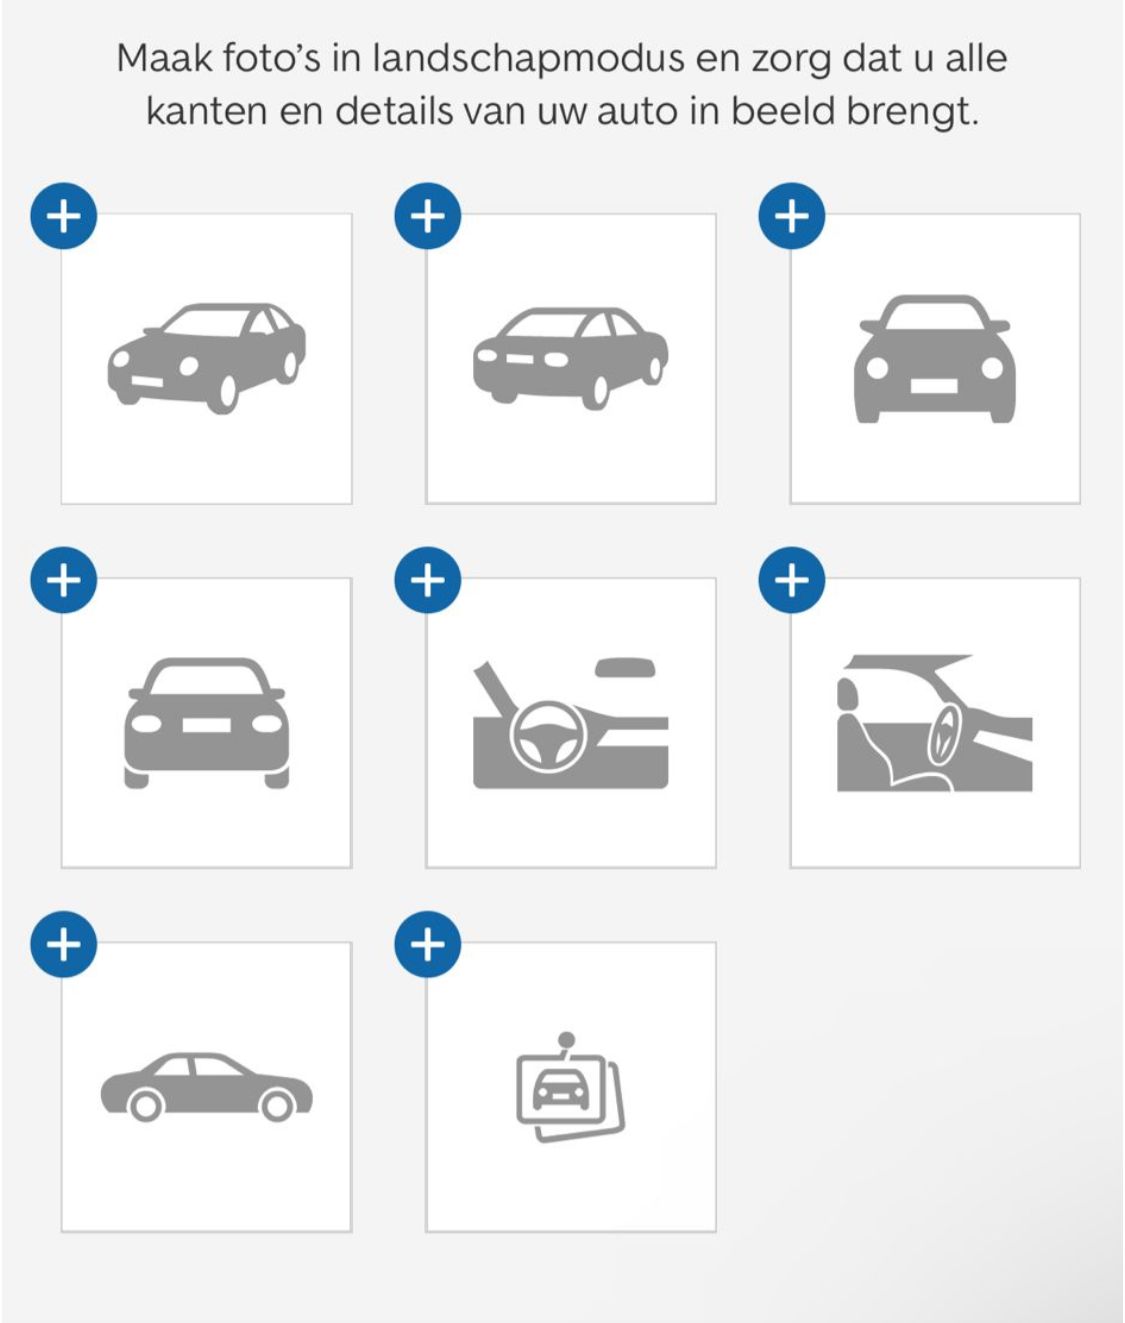 Maak foto’s in landschapmodus en zorg dat u alle
kanten en details van uw auto in beeld brengt.